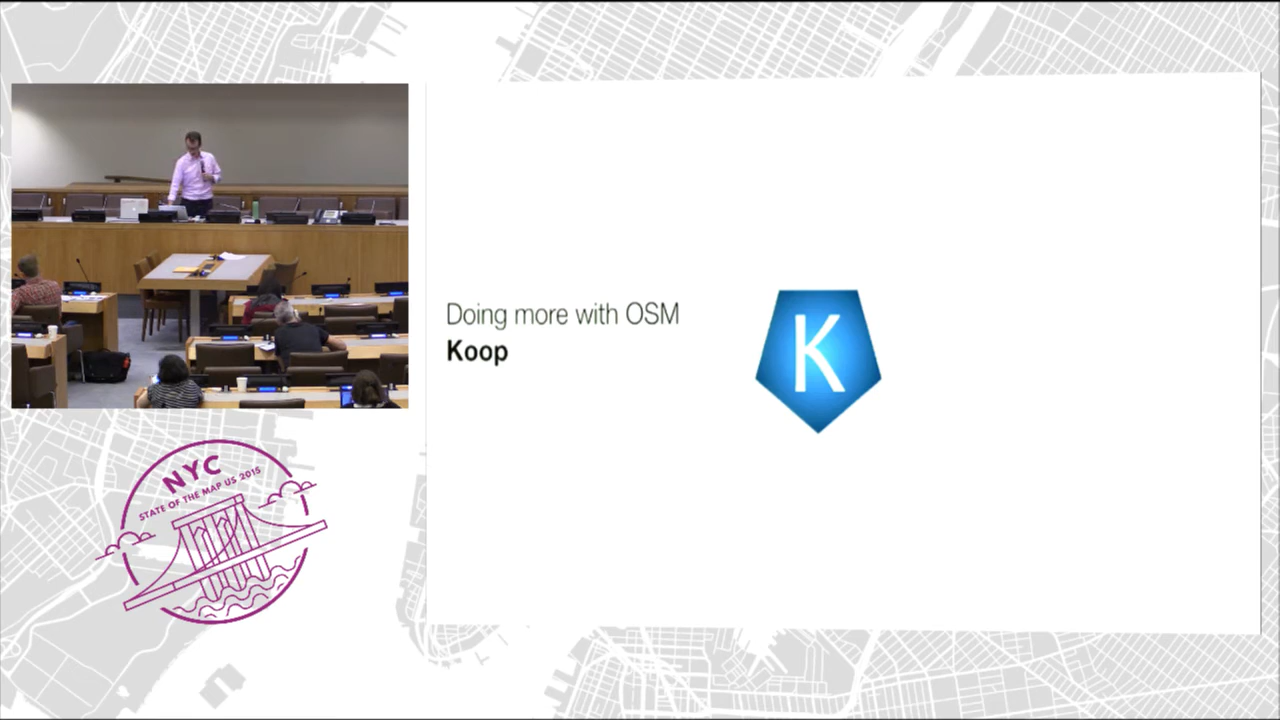 Doing more with OSM
Koop
K
NYC
STATE OF THE MAP US 2015